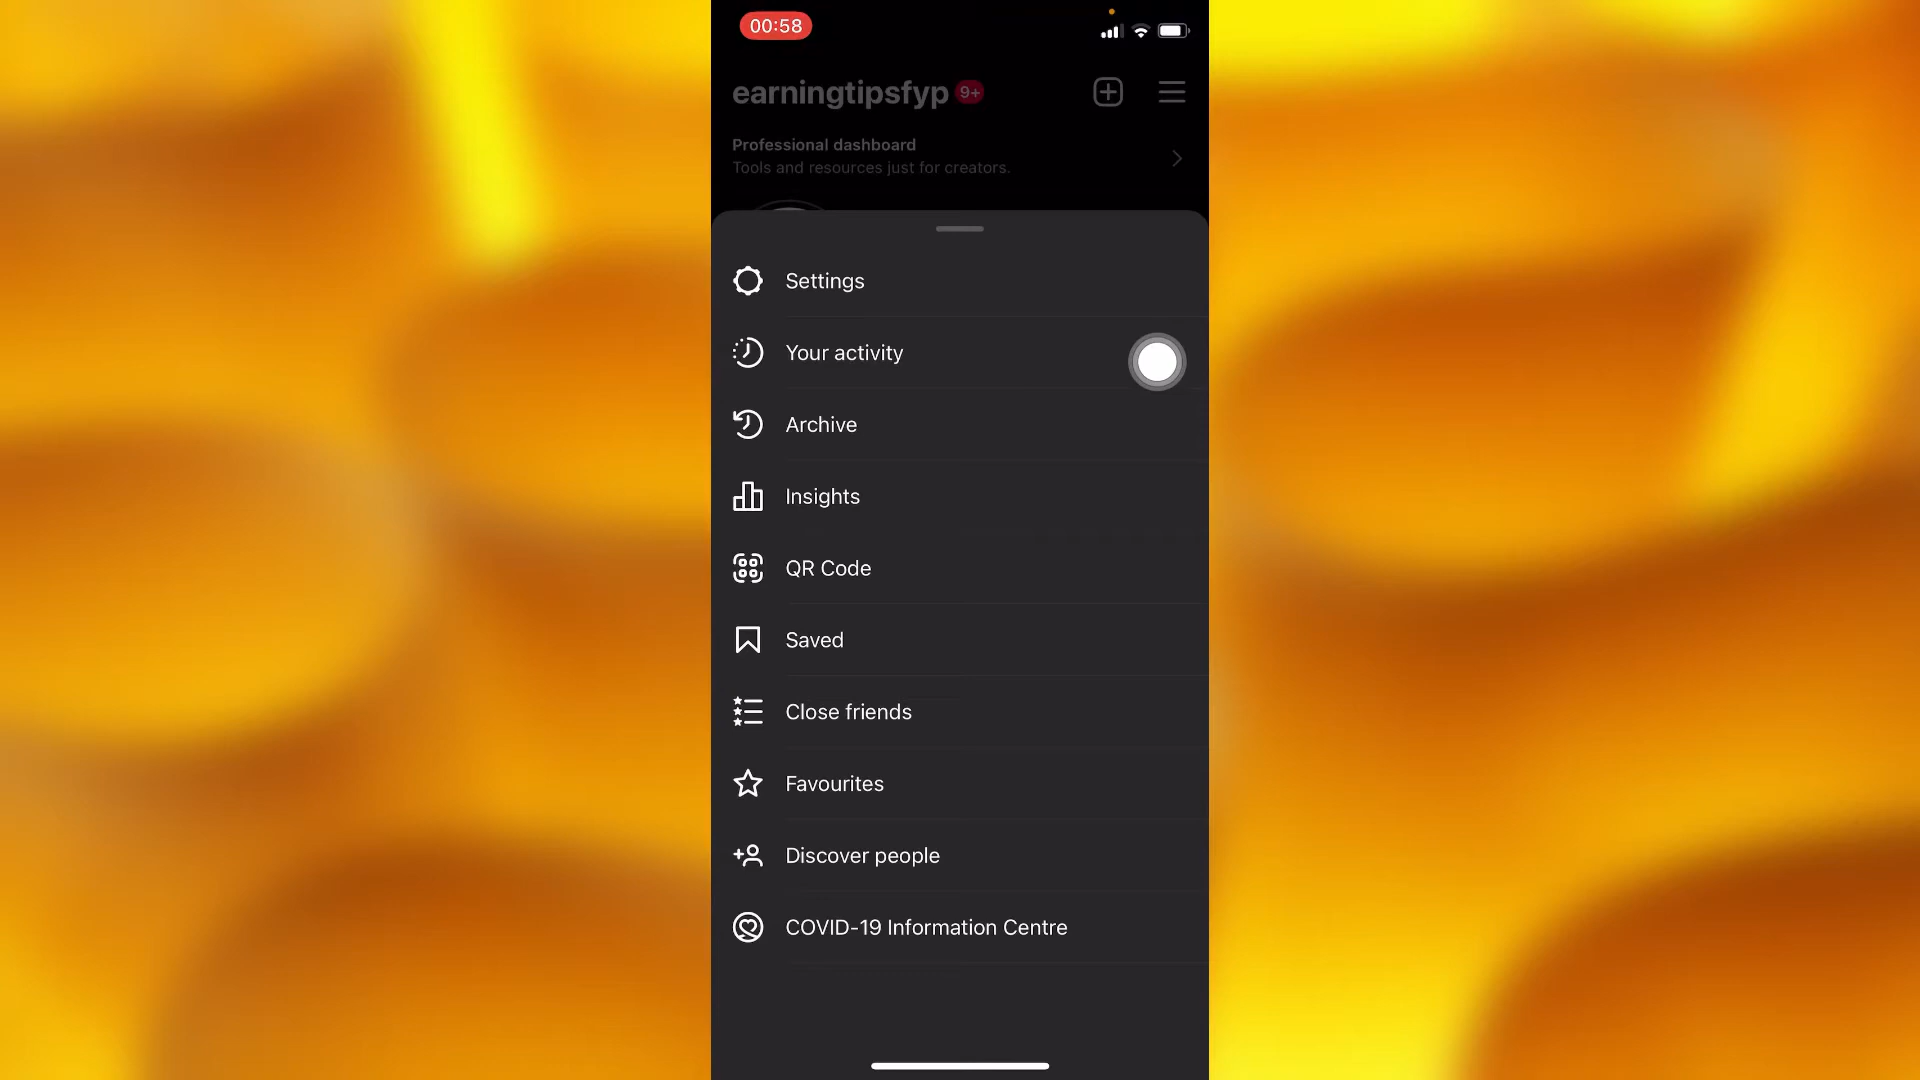 00:58
earningtipsfyp 9+
Professional dashboard
Tools and resources just for creators.
Settings
Your activity
Archive
Insights
QR Code
Saved
Close friends
Favourites
Discover people
COVID-19 Information Centre